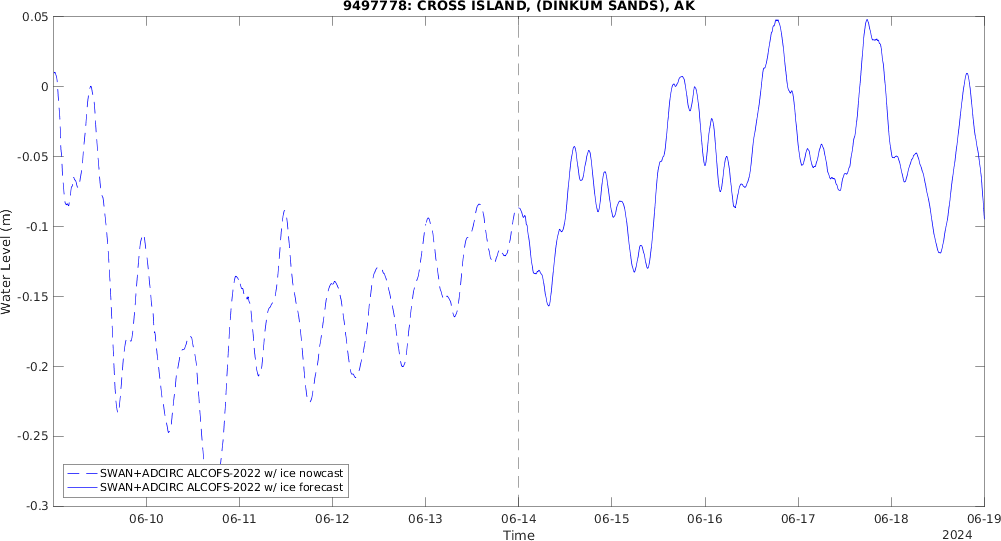 9497778: CROSS ISLAND, (DINKUM SANDS), AK
0.05
0
-0.05
-0.1
-0.15
-0.2
-0.25
-0.3
Water Level (m)
SWAN+ADCIRC ALCOFS-2022 w/ ice nowcast
SWAN+ADCIRC ALCOFS-2022 w/ ice forecast
06-10 06-11 06-12 06-13 06-14 06-15 06-16 06-17 06-18 06-19
Time
2024